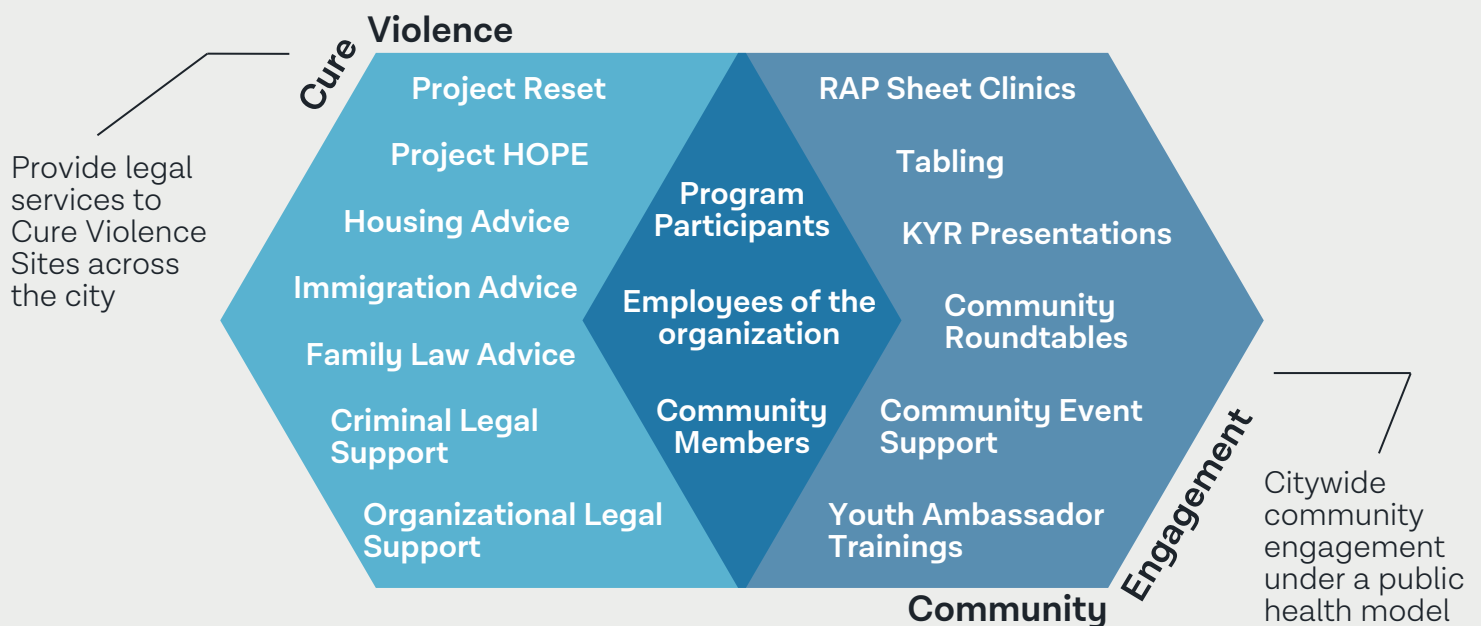 Cure Violence
Provide legal
services to
Cure Violence
Sites across
the city
Project Reset
Project HOPE
Housing Advice
Immigration Advice
Family Law Advice
Criminal Legal
Support
Organizational Legal
Support
Program
Participants
Employees of the
organization
Community
Members
RAP Sheet Clinics
Tabling
KYR Presentations
Community
Roundtables
Community Event
Support
Youth Ambassador
Trainings
Community Engagement
Citywide
community
engagement
under a public
health model